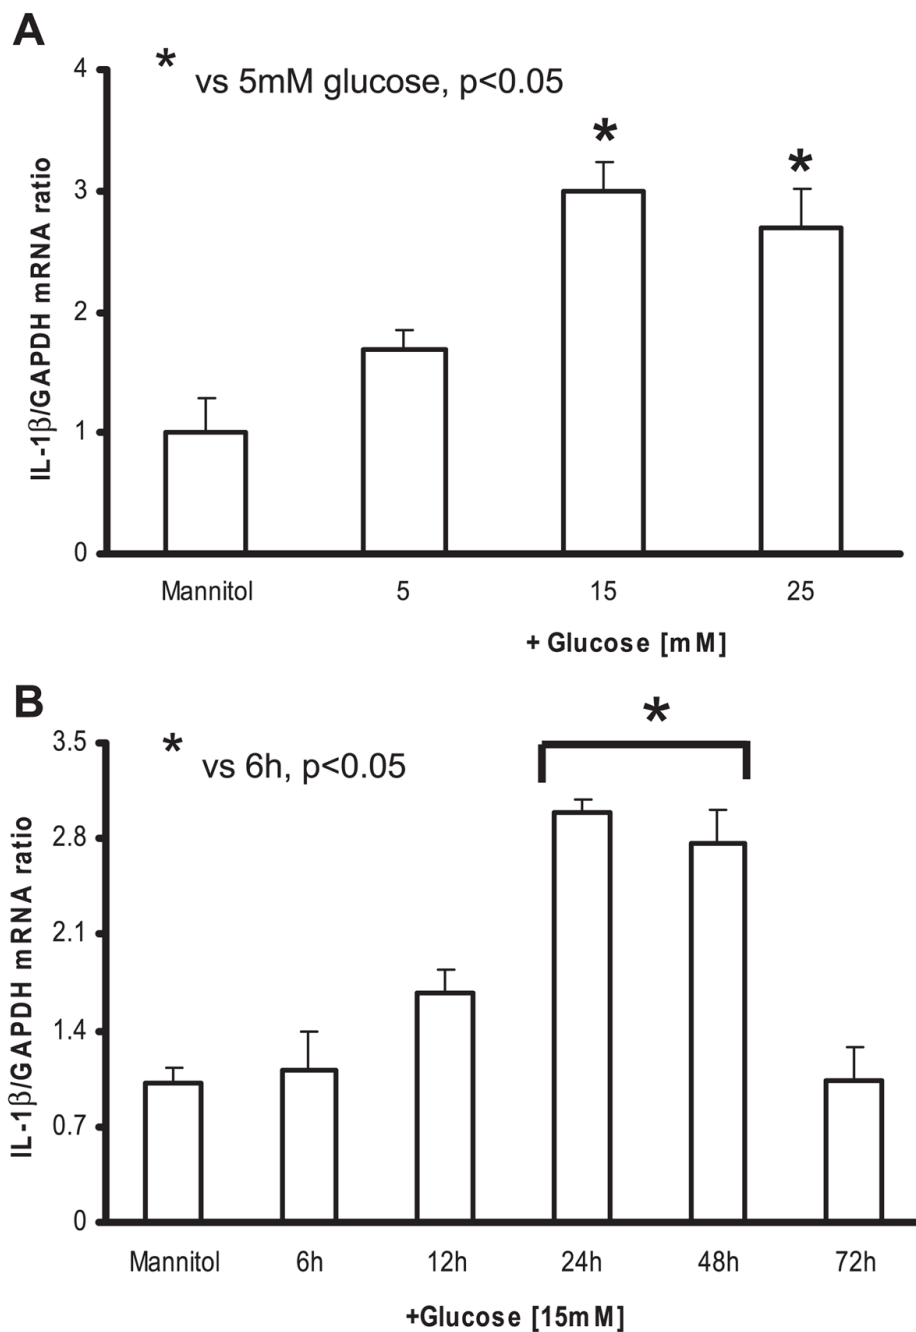 A
* vs 5mM glucose, p<0.05
4
3
2
1
0
IL-1β/GAPDH mRNA ratio
*
*
Mannitol 5 15 25
+ Glucose [mM]
B
* vs 6h, p<0.05
*
3.5
2.8
2.1
1.4
0.7
0
IL-1β/GAPDH mRNA ratio
Mannitol 6h 12h 24h 48h 72h
+Glucose [15mM]